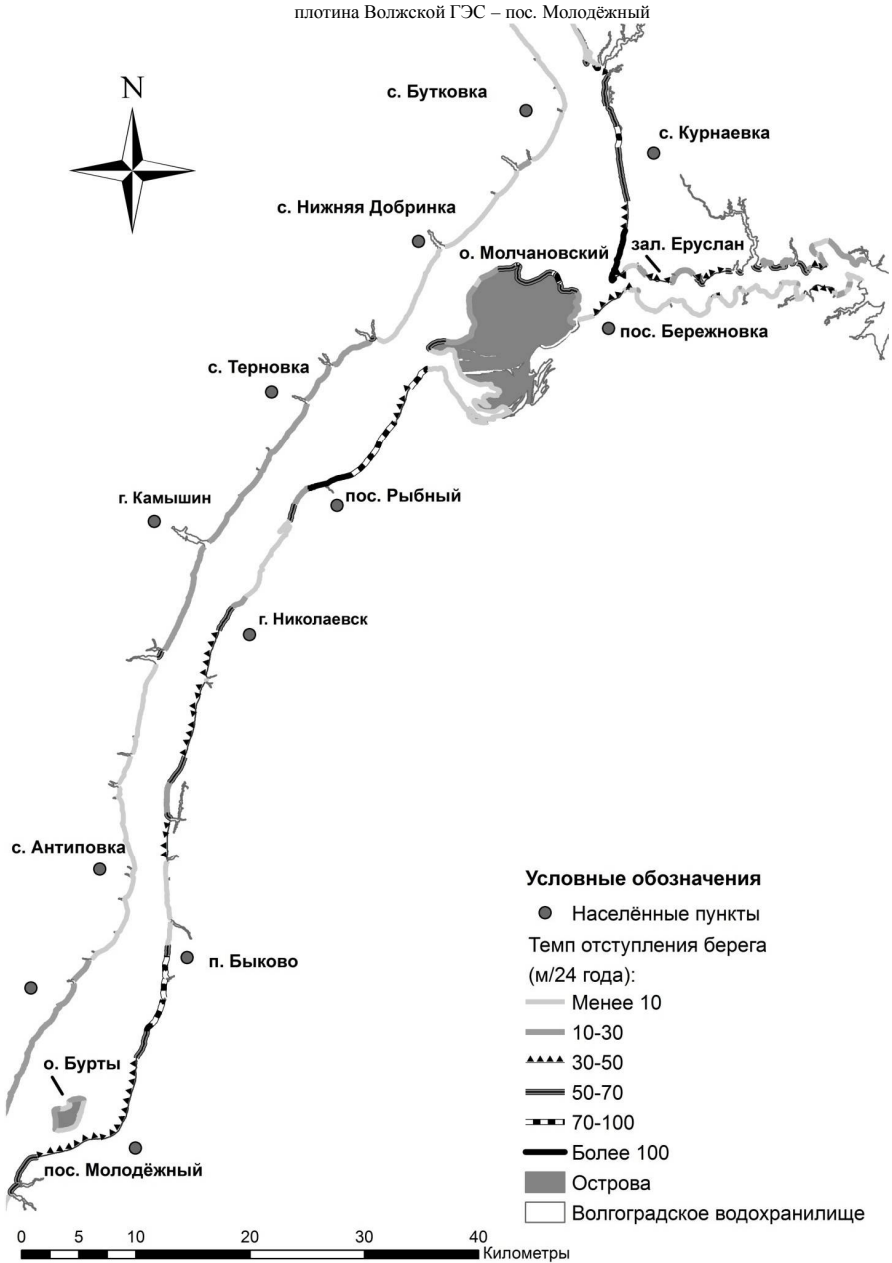 плотина Волжской ГЭС – пос. Молодёжный
N
с. Бутковка
с. Курнаевка
с. Нижняя Добринка
о. Молчановский
зал. Еруслан
пос. Бережновка
с. Терновка
г. Камышин
пос. Рыбный
г. Николаевск
с. Антиповка
п. Быково
о. Бурты
пос. Молодёжный
Условные обозначения
Населённые пункты
Темп отступления берега
(м/24 года):
Менее 10
10-30
30-50
50-70
70-100
Более 100
Острова
Волгоградское водохранилище
0 5 10 20 30 40
Километры